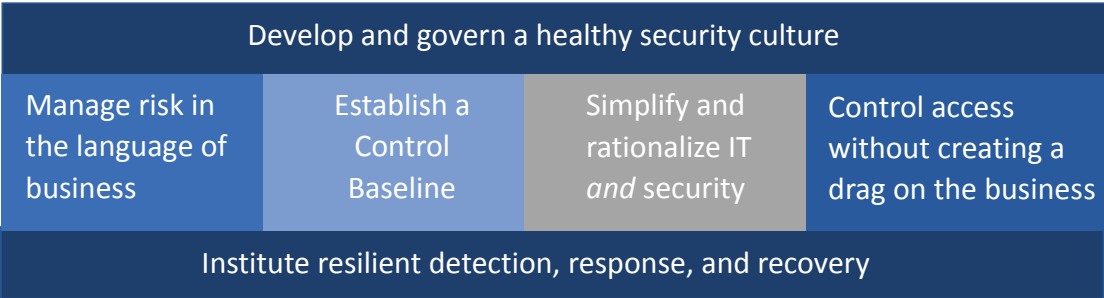 Develop and govern a healthy security culture
Manage risk in
the language of
business
Establish a
Control
Baseline
Simplify and
rationalize IT
and security
Control access
without creating a
drag on the business
Institute resilient detection, response, and recovery